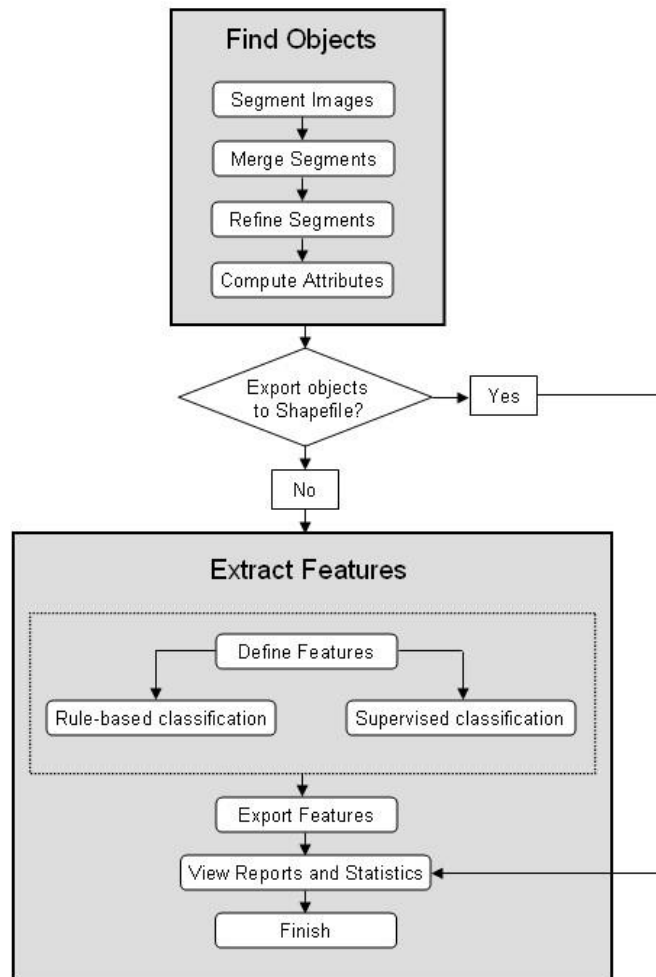 Find Objects
Segment Images
Merge Segments
Refine Segments
Compute Attributes
Export objects
to Shapefile?
Yes
No
Extract Features
Define Features
Rule-based classification
Supervised classification
Export Features
View Reports and Statistics
Finish